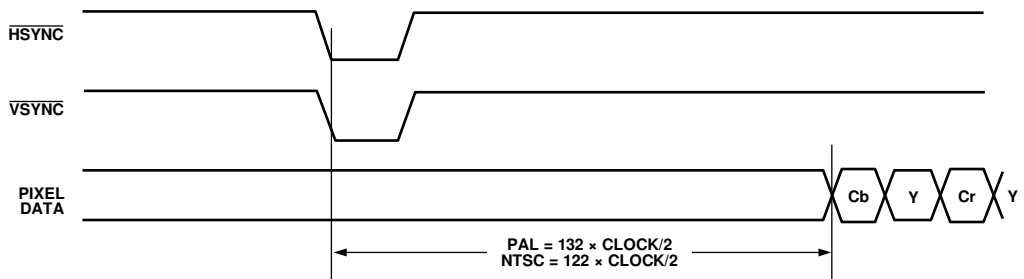 HSYNC
VSYNC
PIXEL
DATA
Cb Y Cr Y
PAL = 132 × CLOCK/2
NTSC = 122 × CLOCK/2